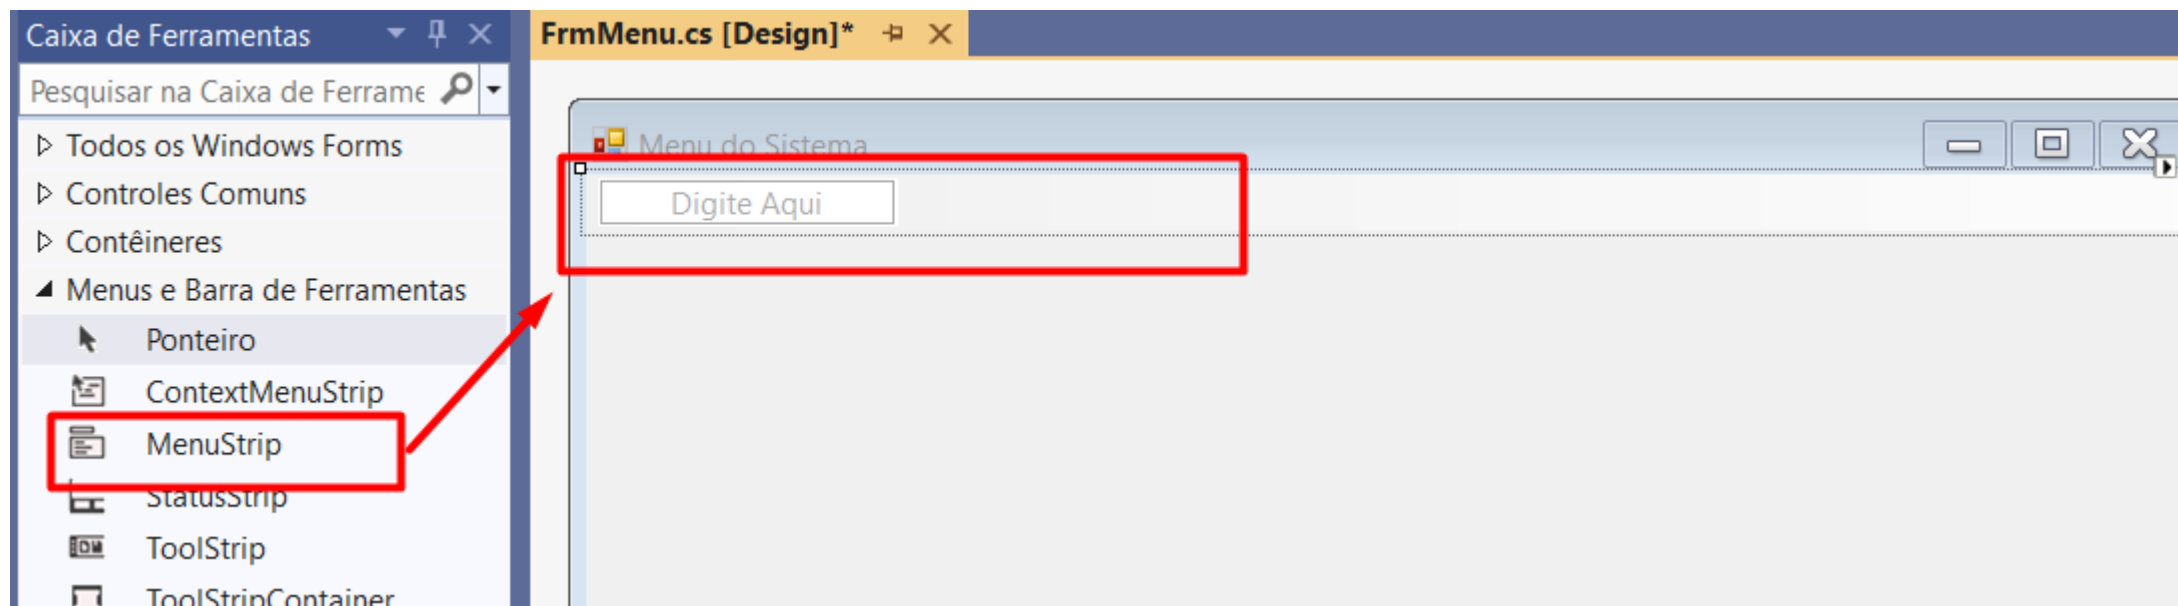 Caixa de Ferramentas
Pesquisar na Caixa de Ferrame
Todos os Windows Forms
Controles Comuns
Contêineres
Menus e Barra de Ferramentas
Ponteiro
ContextMenuStrip
MenuStrip
StatusStrip
ToolStrip
ToolStripContainer
FrmMenu.cs [Design]*
Menu do Sistema
Digite Aqui